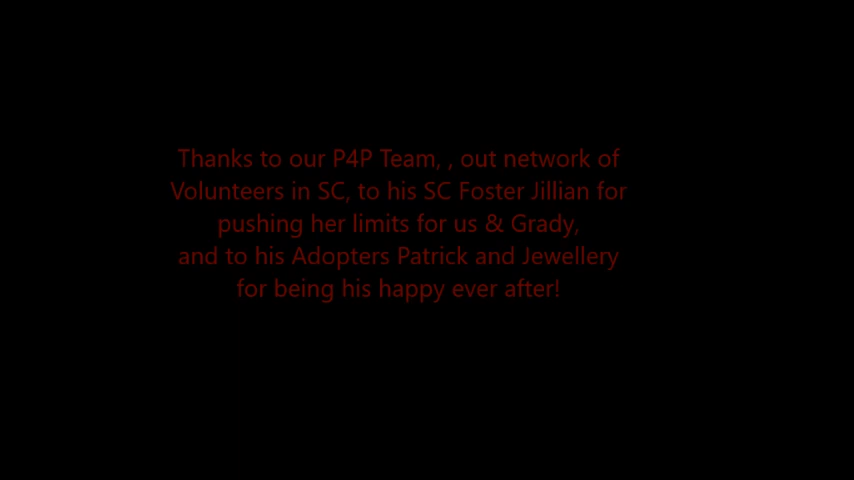 Thanks to our P4P Team, , out network of
Volunteers in SC, to his SC Foster Jillian for
pushing her limits for us & Grady,
and to his Adopters Patrick and Jewellery
for being his happy ever after!